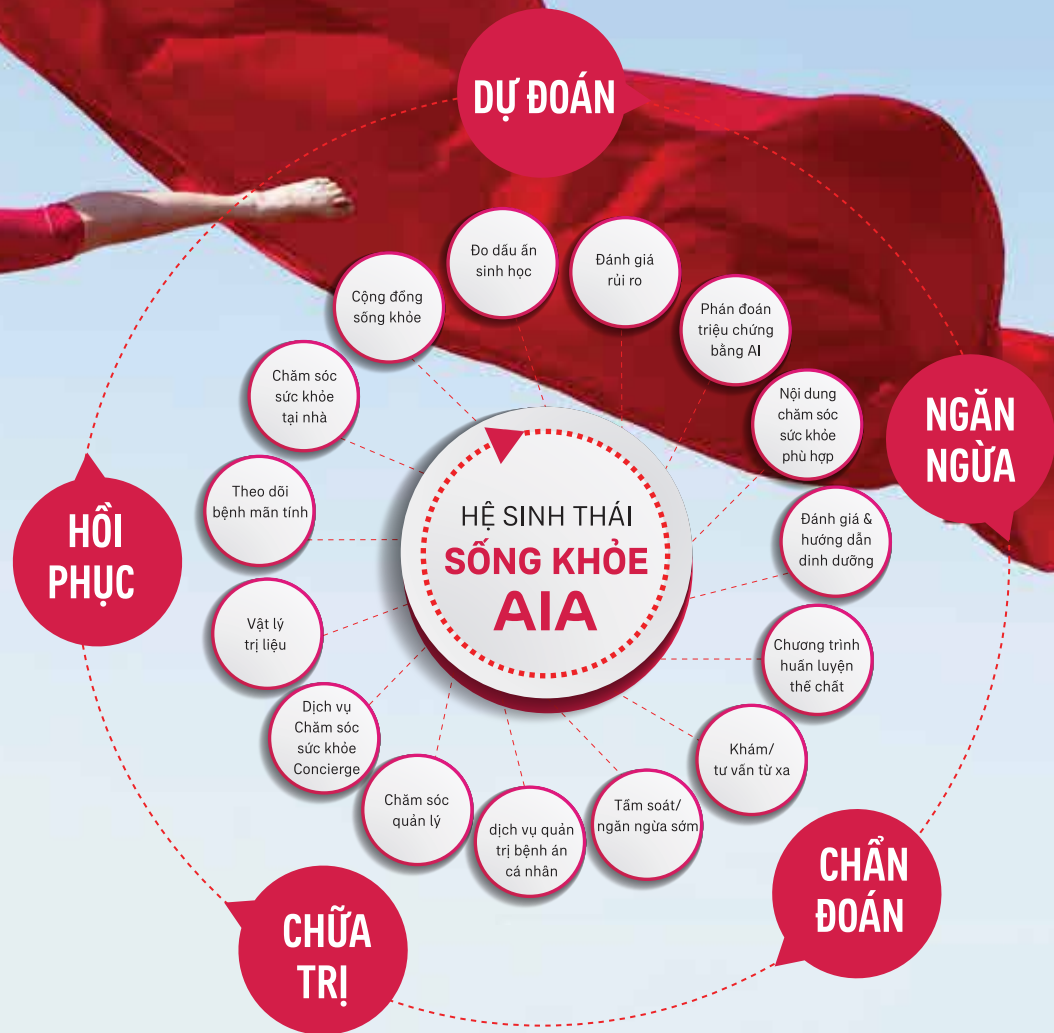 DỰ ĐOÁN
NGĂN
NGỪA
CHẨN
ĐOÁN
CHỮA
TRỊ
HỒI
PHỤC
HỆ SINH THÁI
SỐNG KHỎE
AIA
Đo dấu ấn
sinh học
Đánh giá
rủi ro
Phán đoán
triệu chứng
bằng AI
Nội dung
chăm sóc
sức khỏe
phù hợp
Đánh giá &
hướng dẫn
dinh dưỡng
Chương trình
huấn luyện
thể chất
Khám/
tư vấn từ xa
Tầm soát/
ngăn ngừa sớm
dịch vụ quản
trị bệnh án
cá nhân
Chăm sóc
quản lý
Dịch vụ
Chăm sóc
sức khỏe
Concierge
Vật lý
trị liệu
Theo dõi
bệnh mãn tính
Chăm sóc
sức khỏe
tại nhà
Cộng đồng
sống khỏe